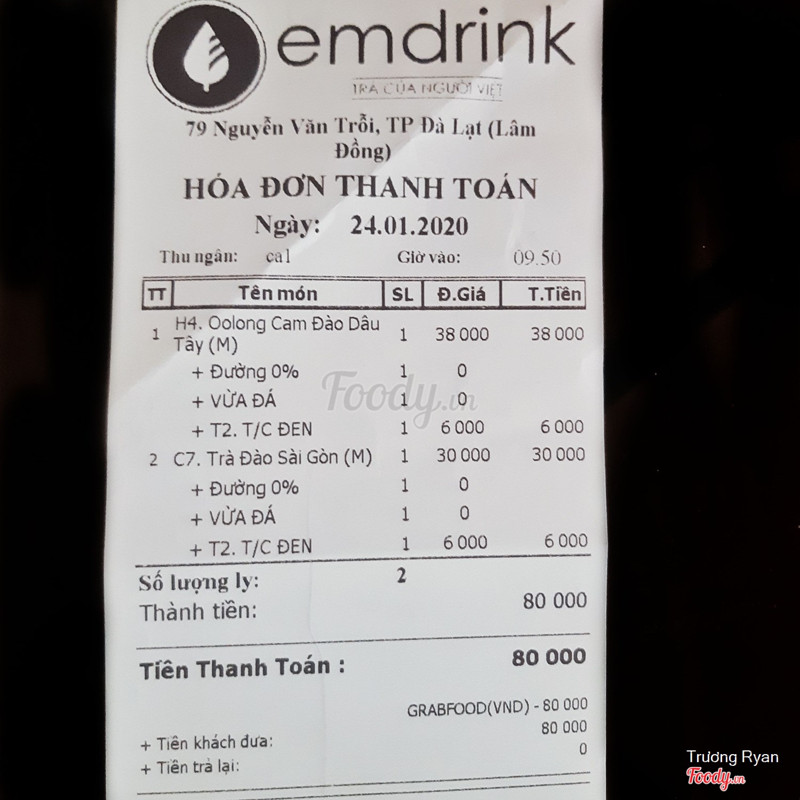 emdrink
TRÀ CỦA NGƯỜI VIỆT
79 Nguyễn Văn Trỗi, TP Đà Lạt (Lâm
Đồng)
HÓA ĐƠN THANH TOÁN
Ngày: 24.01.2020
Thu ngân: ca1 Giờ vào: 09.50
TT Tên món SL Đ.Giá T.Tiền
1 H4. Oolong Cam Đào Dâu Tây (M) 1 38 000 38 000
+ Đường 0% 1 0
+ VỪA ĐÁ 1 0
+ T2. T/C ĐEN 1 6 000 6 000
2 C7. Trà Đào Sài Gòn (M) 1 30 000 30 000
+ Đường 0% 1 0
+ VỪA ĐÁ 1 0
+ T2. T/C ĐEN 1 6 000 6 000
Số lượng ly: 2
Thành tiền: 80 000
Tiền Thanh Toán : 80 000
GRABFOOD(VND) - 80 000
+ Tiền khách đưa: 80 000
+ Tiền trả lại: 0
Foody.vn
Trương Ryan
Foody.vn